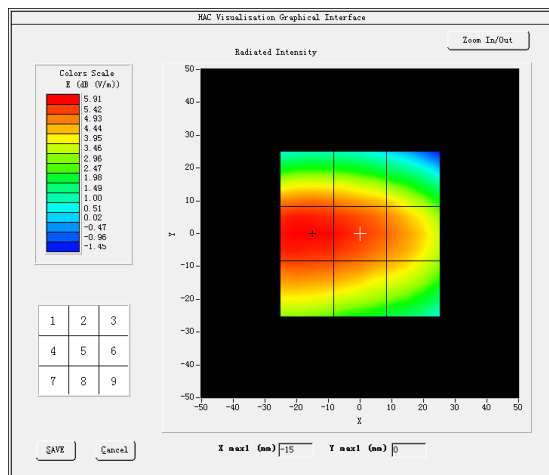 HAC Visualisation Graphical Interface
Zoom In/Out
Radiated Intensity
Colors Scale
E (dB (V/m))
5.91
5.42
4.93
4.44
3.95
3.46
2.96
2.47
1.98
1.49
1.00
0.51
0.02
-0.47
-0.96
-1.45
1 2 3
4 5 6
7 8 9
50
40
30
20
10
0
-10
-20
-30
-40
-50
Y
-50 -40 -30 -20 -10 0 10 20 30 40 50
X
SAVE Cancel
X max1 (mm) -15 Y max1 (mm) 0